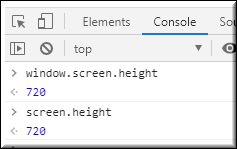 Elements Console
top
> window.screen.height
720
> screen.height
720